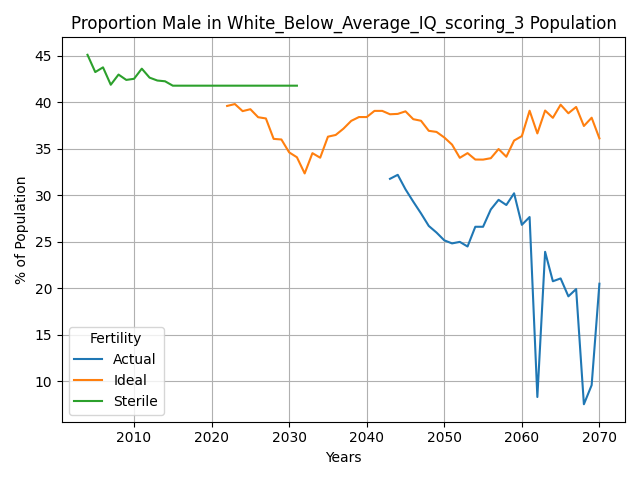 Proportion Male in White_Below_Average_IQ_scoring_3 Population
% of Population
45
40
35
30
25
20
15
10
Fertility
Actual
Ideal
Sterile
2010 2020 2030 2040 2050 2060 2070
Years